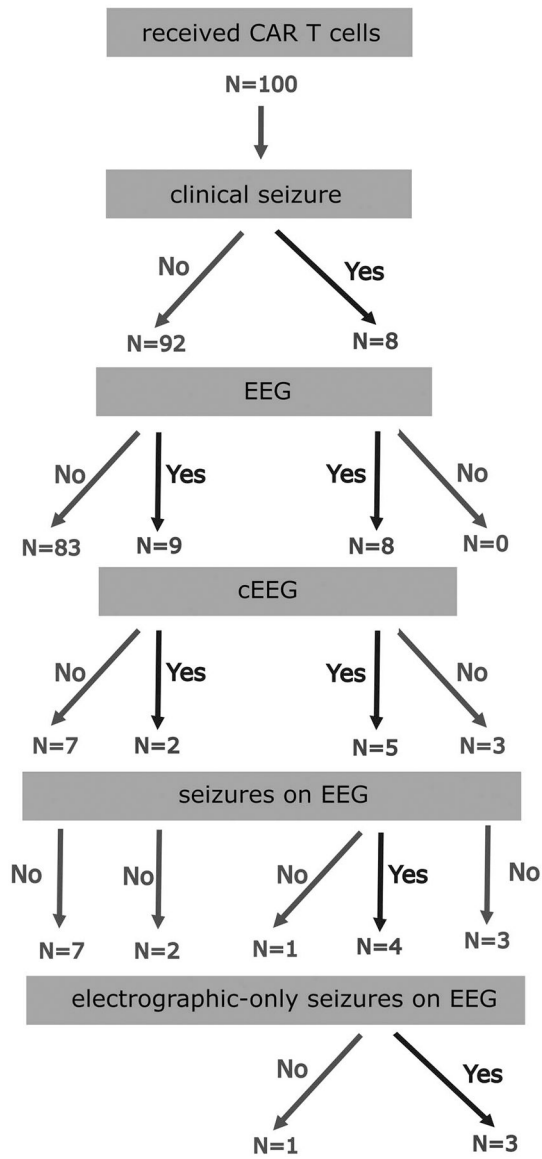 received CAR T cells
N=100
clinical seizure
No Yes
N=92 N=8
EEG
No Yes Yes No
N=83 N=9 N=8 N=0
cEEG
No Yes Yes No
N=7 N=2 N=5 N=3
seizures on EEG
No No No Yes No
N=7 N=2 N=1 N=4 N=3
electrographic-only seizures on EEG
No Yes
N=1 N=3